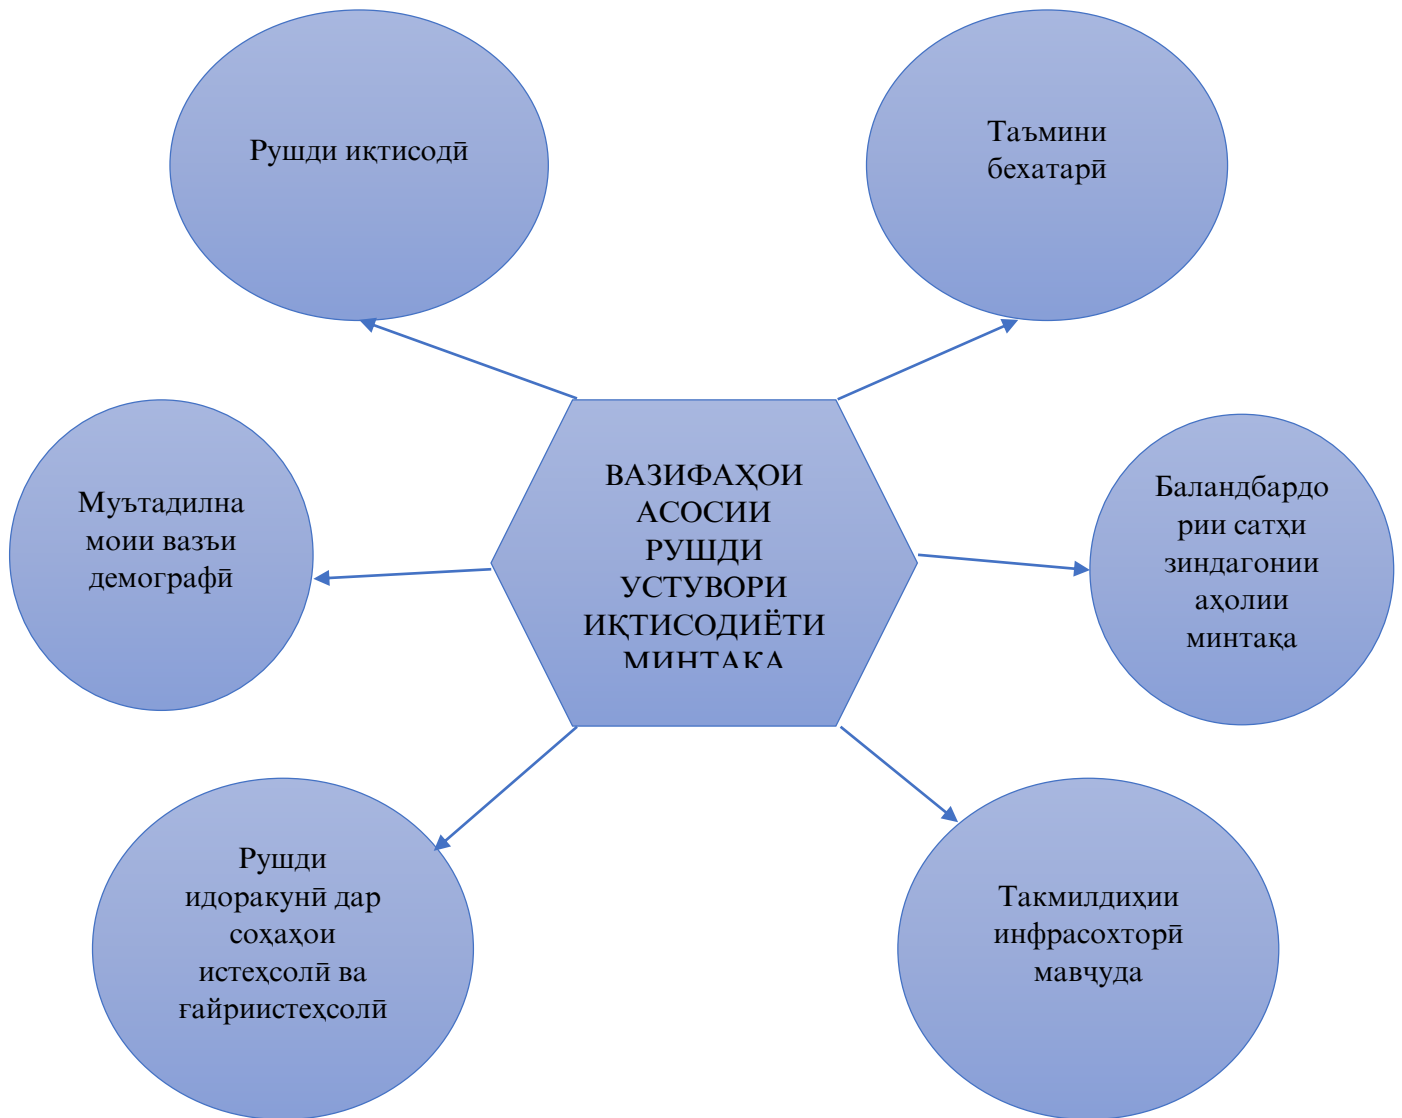 Рушди иқтисодӣ
Таъмини
бехатарӣ
Муътадилна
моии вазъи
демографӣ
ВАЗИФАҲОИ
АСОСИИ
РУШДИ
УСТУВОРИ
ИҚТИСОДИЁТИ
МИНТАҚА
Баландбардо
рии сатҳи
зиндагонии
аҳолии
минтақа
Рушди
идоракунӣ дар
соҳаҳои
истеҳсолӣ ва
ғайриистеҳсолӣ
Такмилдиҳии
инфрасохторӣ
мавҷуда